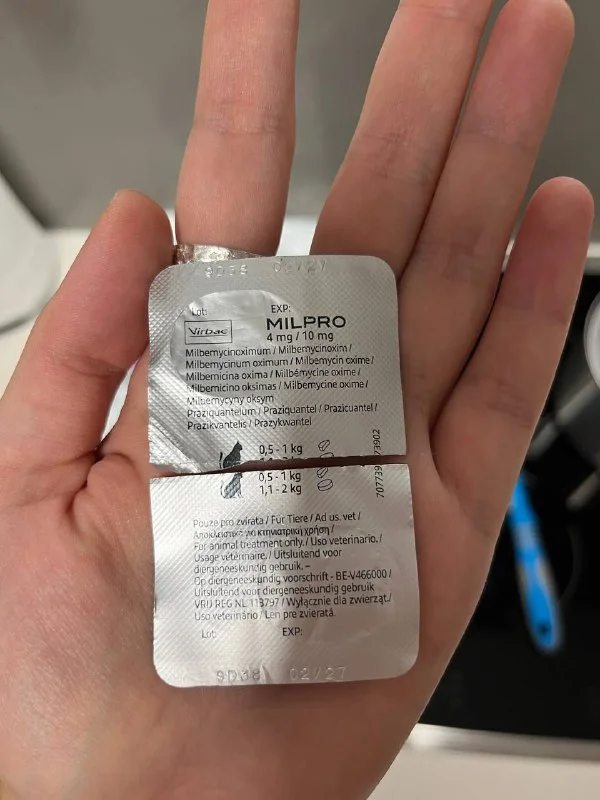 9D38 02/27
Lot: EXP:
Virbac MILPRO
4 mg / 10 mg
Milbemycinoximum / Milbemycinoxim /
Milbemycinum oximum / Milbemycin oxime /
Milbemicina oxima / Milbémycine oxime /
Milbemicino oksimas / Milbemycine oxime /
Milbemycyny oksym
Praziquantelum / Praziquantel / Prazicuantel /
Prazikvantelis / Prazykwantel
0,5 - 1 kg
0,5 - 1 kg
1,1 - 2 kg
Pouze pro zvířata / Für Tiere / Ad us. vet /
Αποκλειστικά για κτηνιατρική χρήση /
For animal treatment only. / Uso veterinario. /
Usage vétérinaire. / Uitsluitend voor
diergeneeskundig gebruik. –
Op diergeneeskundig voorschrift - BE-V466000 /
Uitsluitend voor diergeneeskundig gebruik
VRIJ REG NL 113797 / Wyłącznie dla zwierząt./
Uso veterinário / Len pre zvieratá.
Lot: EXP:
9D38 02/27